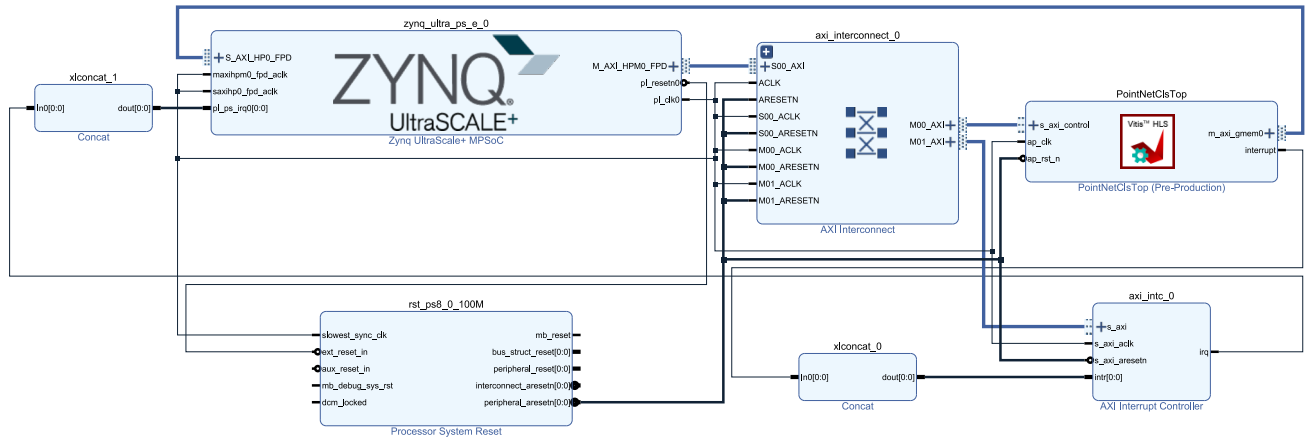 zynq_ultra_ps_e_0
S_AXI_HP0_FPD
maxihpm0_fpd_aclk
saxihp0_fpd_aclk
pl_ps_irq0[0:0]
ZYNQ
UltraSCALE+
M_AXI_HPM0_FPD
pl_resetn0
pl_clk0
Zynq UltraScale+ MPSoC
xlconcat_1
In0[0:0]
dout[0:0]
Concat
axi_interconnect_0
S00_AXI
ACLK
ARESETN
S00_ACLK
S00_ARESETN
M00_ACLK
M00_ARESETN
M01_ACLK
M01_ARESETN
M00_AXI
M01_AXI
AXI Interconnect
PointNetClsTop
s_axi_control
ap_clk
ap_rst_n
Vitis™ HLS
m_axi_gmem0
interrupt
PointNetClsTop (Pre-Production)
rst_ps8_0_100M
slowest_sync_clk
ext_reset_in
aux_reset_in
mb_debug_sys_rst
dcm_locked
mb_reset
bus_struct_reset[0:0]
peripheral_reset[0:0]
interconnect_aresetn[0:0]
peripheral_aresetn[0:0]
Processor System Reset
xlconcat_0
In0[0:0]
dout[0:0]
Concat
axi_intc_0
s_axi
s_axi_aclk
s_axi_aresetn
intr[0:0]
irq
AXI Interrupt Controller